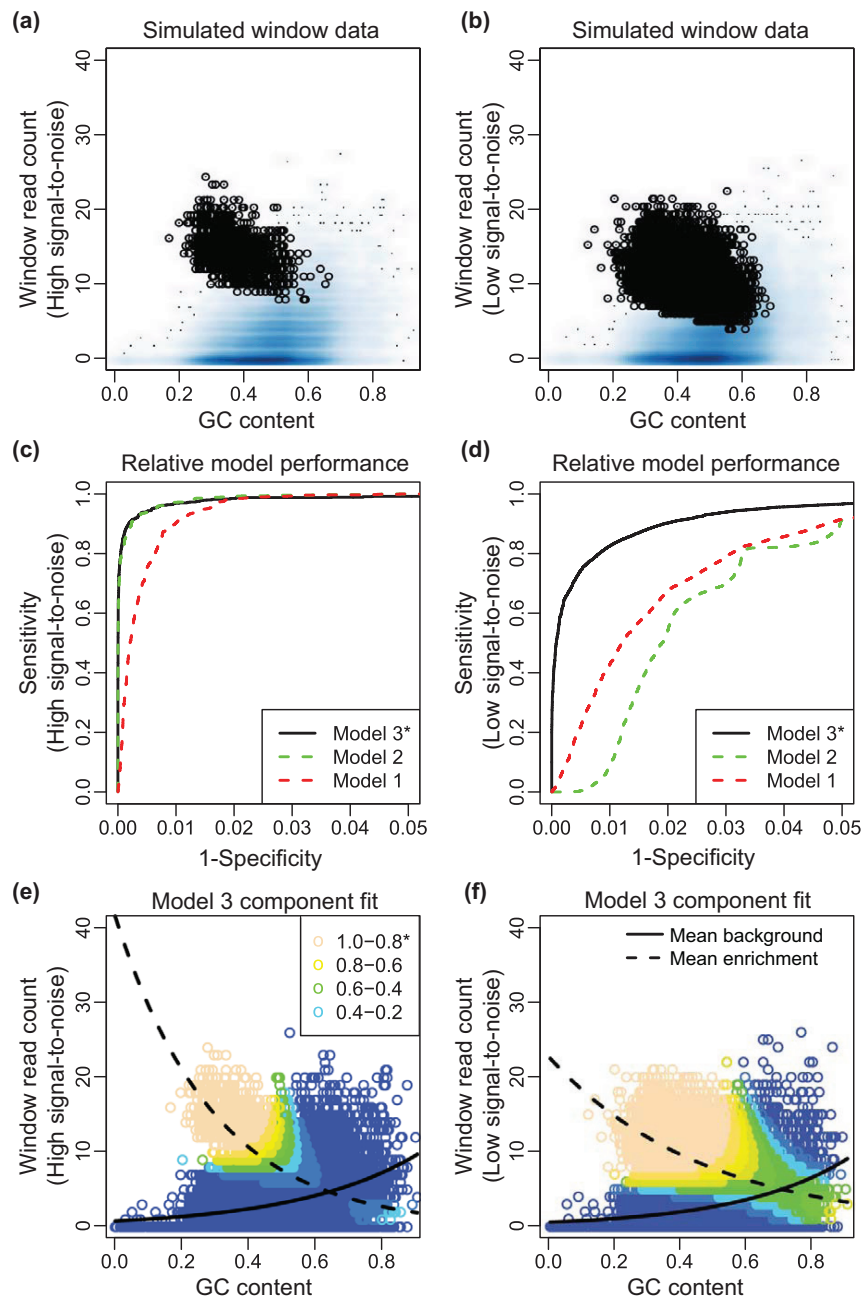 (a)
Simulated window data
Window read count
(High signal-to-noise)
40
30
20
10
0
0.0 0.2 0.4 0.6 0.8
GC content
(b)
Simulated window data
Window read count
(Low signal-to-noise)
40
30
20
10
0
0.0 0.2 0.4 0.6 0.8
GC content
(c)
Relative model performance
Sensitivity
(High signal-to-noise)
1.0
0.8
0.6
0.4
0.2
0.0
Model 3*
Model 2
Model 1
0.00 0.01 0.02 0.03 0.04 0.05
1-Specificity
(d)
Relative model performance
Sensitivity
(Low signal-to-noise)
1.0
0.8
0.6
0.4
0.2
0.0
Model 3*
Model 2
Model 1
0.00 0.01 0.02 0.03 0.04 0.05
1-Specificity
(e)
Model 3 component fit
Window read count
(High signal-to-noise)
40
30
20
10
0
1.0–0.8*
0.8–0.6
0.6–0.4
0.4–0.2
0.0 0.2 0.4 0.6 0.8
GC content
(f)
Model 3 component fit
Window read count
(Low signal-to-noise)
40
30
20
10
0
Mean background
Mean enrichment
0.0 0.2 0.4 0.6 0.8
GC content